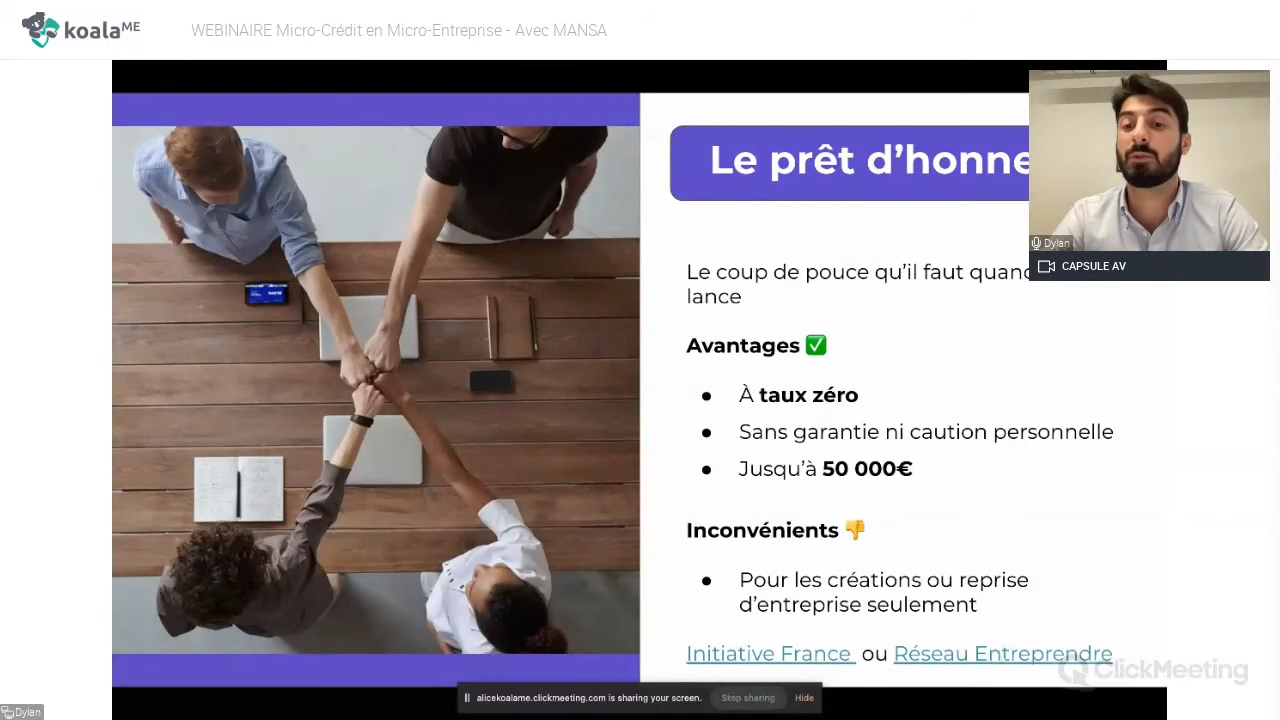 koala ME
WEBINAIRE Micro-Crédit en Micro-Entreprise - Avec MANSA
Le prêt d'honne
Dylan
CAPSULE AV
Le coup de pouce qu'il faut quand
lance
Avantages ✅
● À taux zéro
● Sans garantie ni caution personnelle
● Jusqu'à 50 000€
Inconvénients 👎
● Pour les créations ou reprise
d'entreprise seulement
Initiative France ou Réseau Entreprendre
ClickMeeting
alicekoalame.clickmeeting.com is sharing your screen. Stop sharing Hide
Dylan